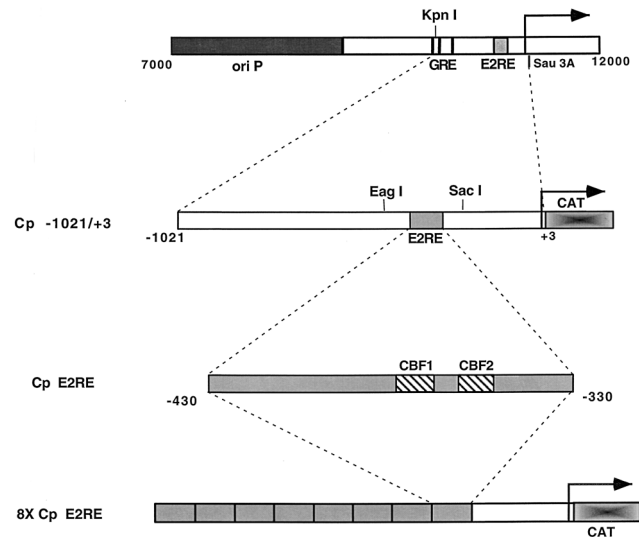 Kpn I
7000
ori P
GRE
E2RE
Sau 3A
12000
Cp -1021/+3
Eag I
Sac I
CAT
-1021
E2RE
+3
Cp E2RE
CBF1
CBF2
-430
-330
8X Cp E2RE
CAT